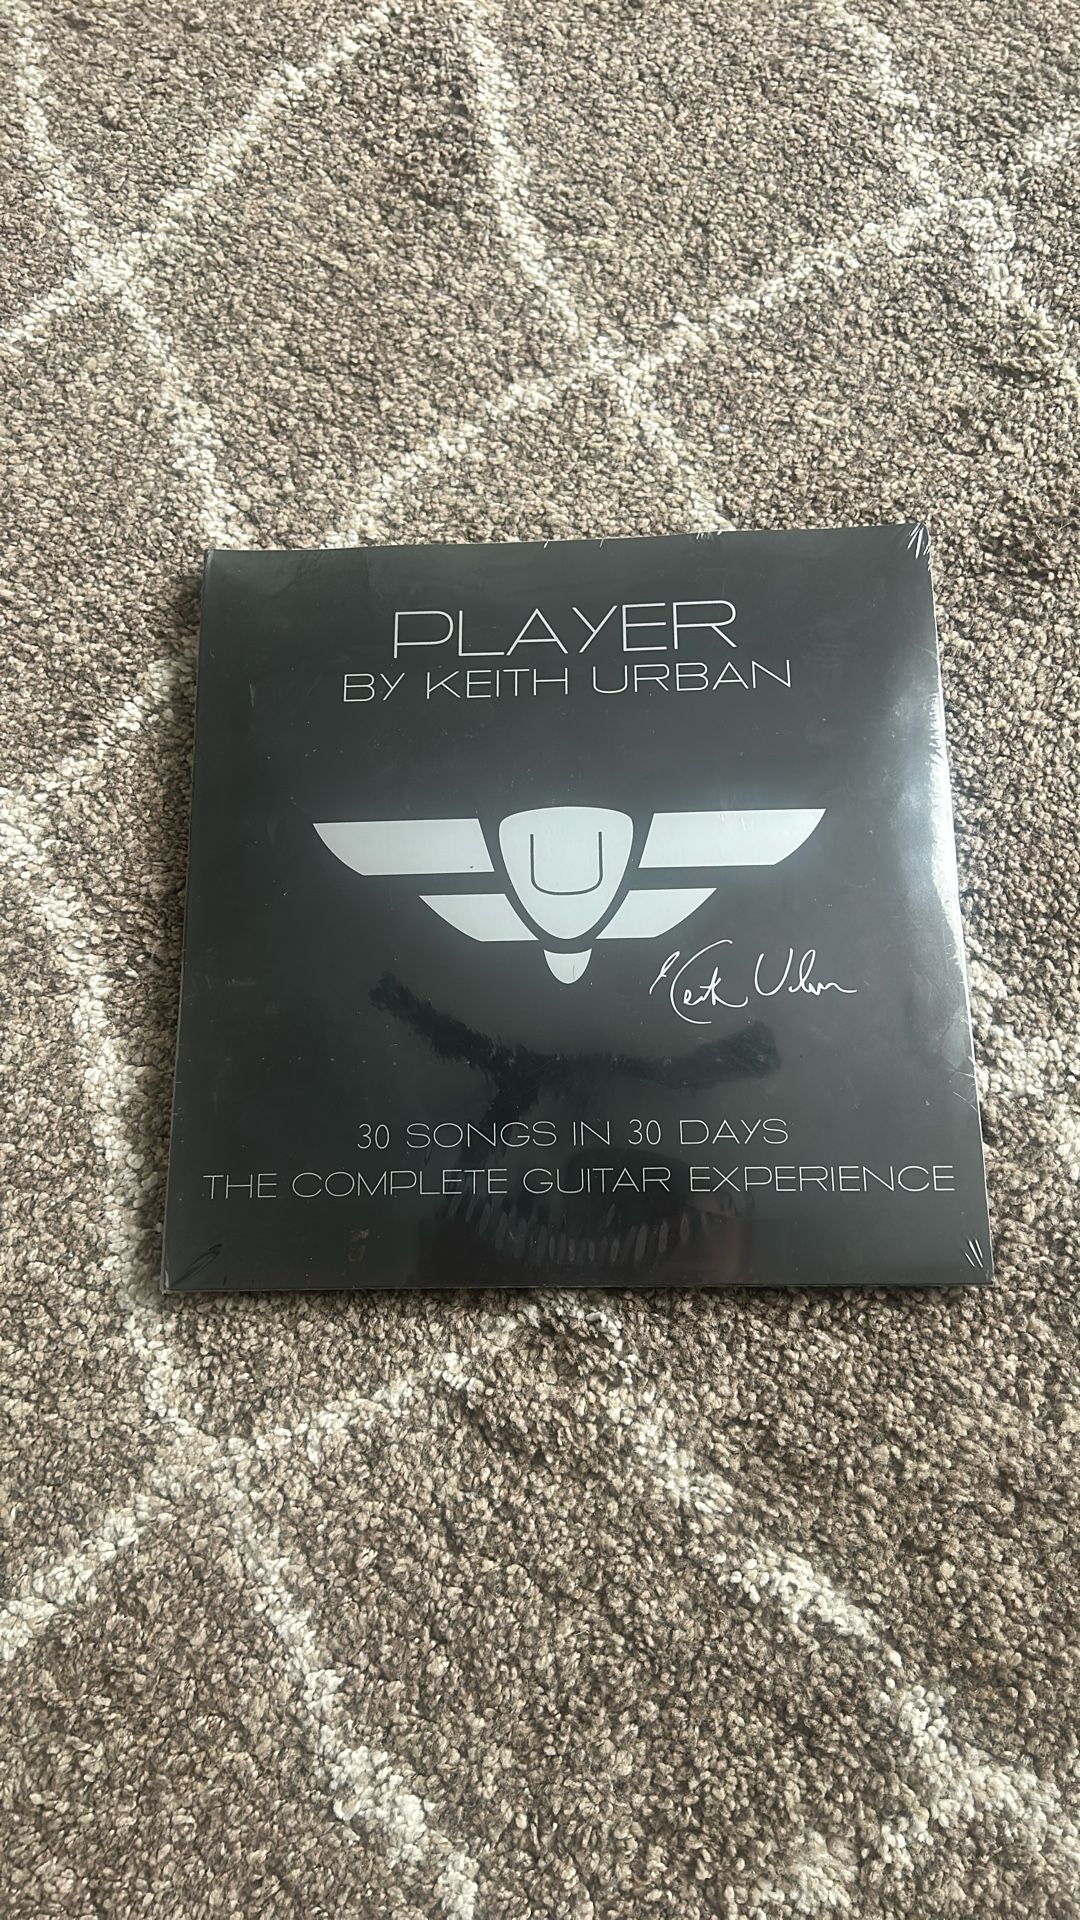 PLAYER
BY KEITH URBAN
U
Keith Urban
30 SONGS IN 30 DAYS
THE COMPLETE GUITAR EXPERIENCE